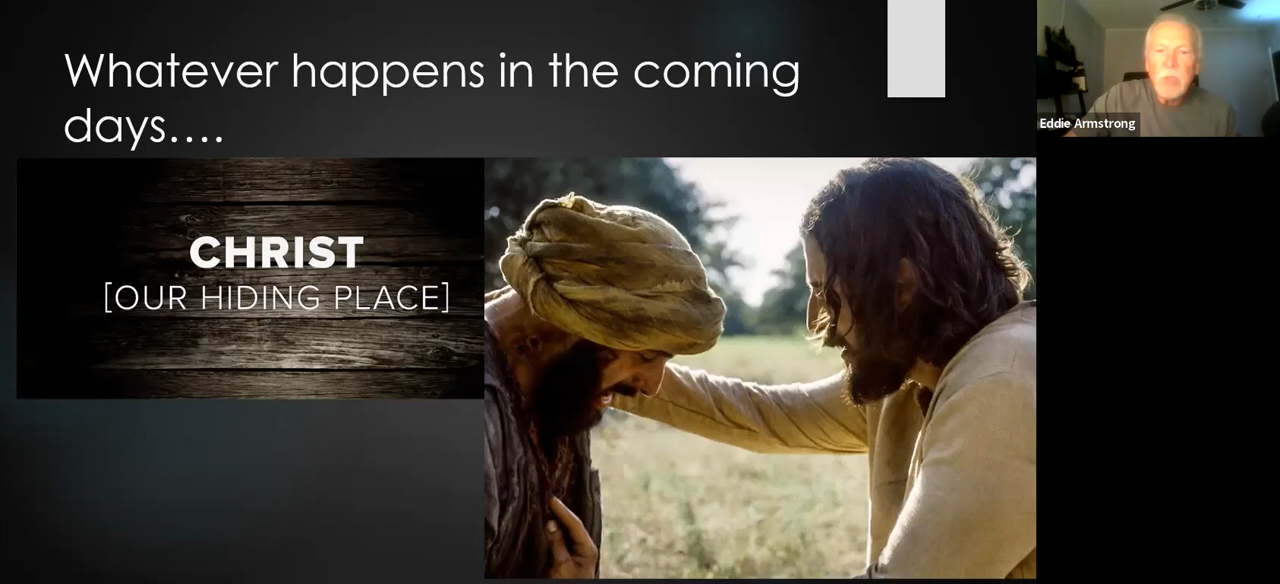 Whatever happens in the coming
days....
CHRIST
[OUR HIDING PLACE]
Eddie Armstrong